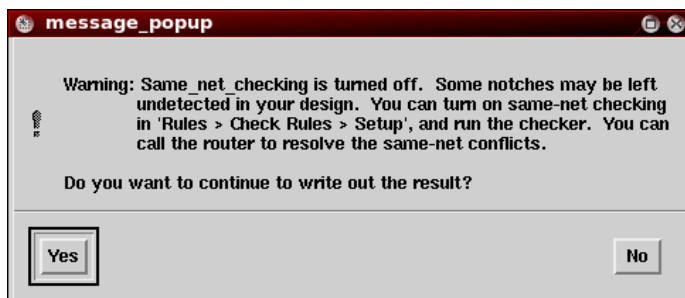 message_popup
Warning: Same_net_checking is turned off. Some notches may be left
undetected in your design. You can turn on same-net checking
in 'Rules > Check Rules > Setup', and run the checker. You can
call the router to resolve the same-net conflicts.
Do you want to continue to write out the result?
Yes
No